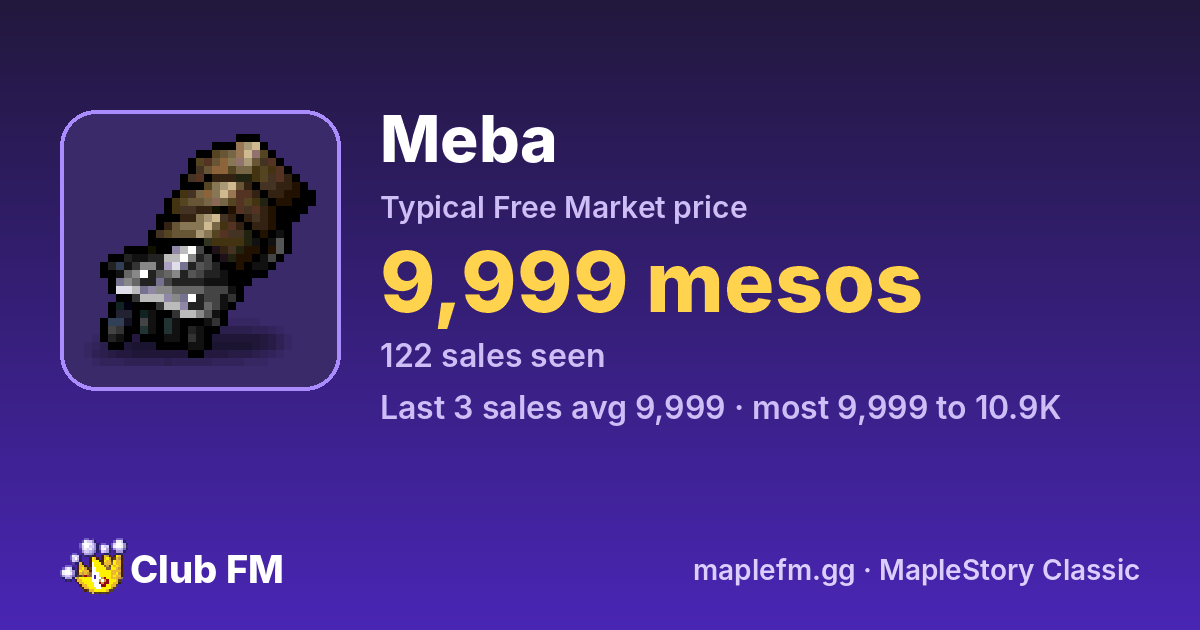 Meba
Typical Free Market price
9,999 mesos
122 sales seen
Last 3 sales avg 9,999 · most 9,999 to 10.9K
Club FM
maplefm.gg · MapleStory Classic